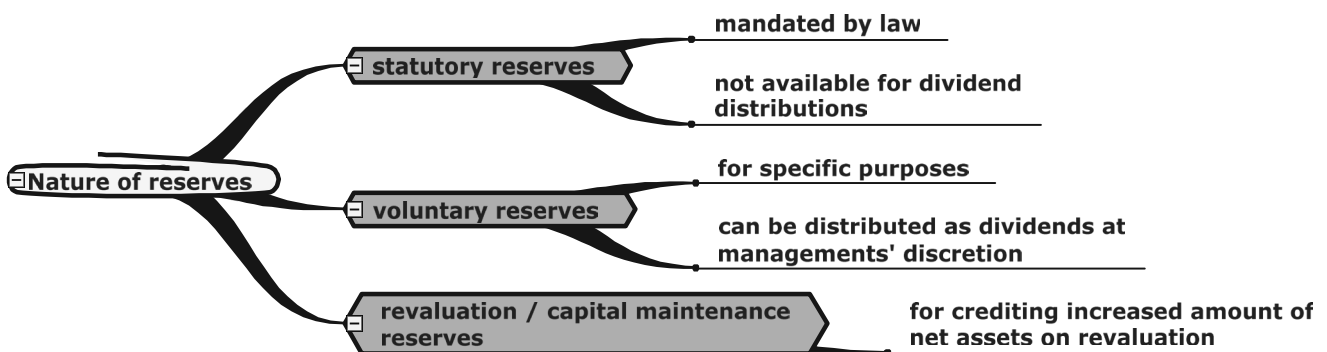 mandated by law
statutory reserves
not available for dividend
distributions
for specific purposes
Nature of reserves
voluntary reserves
can be distributed as dividends at
managements' discretion
revaluation / capital maintenance
reserves
for crediting increased amount of
net assets on revaluation